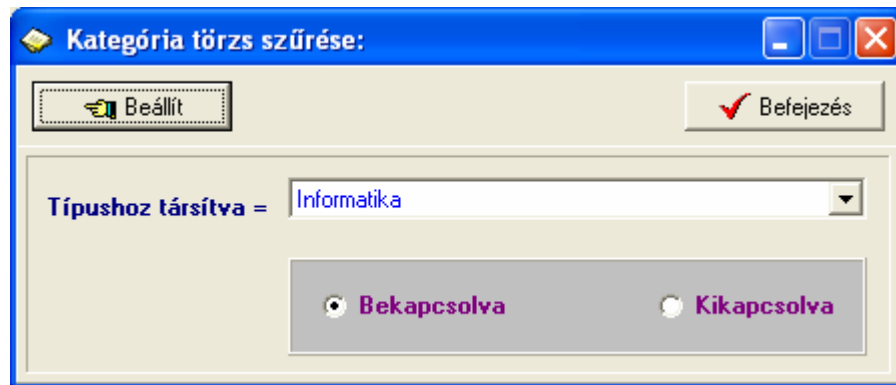 Kategória törzs szűrése:
Beállít
Befejezés
Típushoz társítva =
Informatika
Bekapcsolva
Kikapcsolva